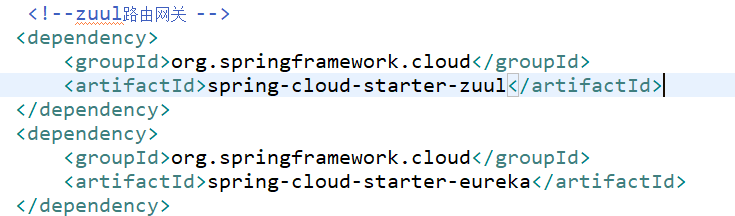 <!--zuul路由网关 -->
<dependency>
<groupId>org.springframework.cloud</groupId>
<artifactId>spring-cloud-starter-zuul</artifactId>
</dependency>
<dependency>
<groupId>org.springframework.cloud</groupId>
<artifactId>spring-cloud-starter-eureka</artifactId>
</dependency>